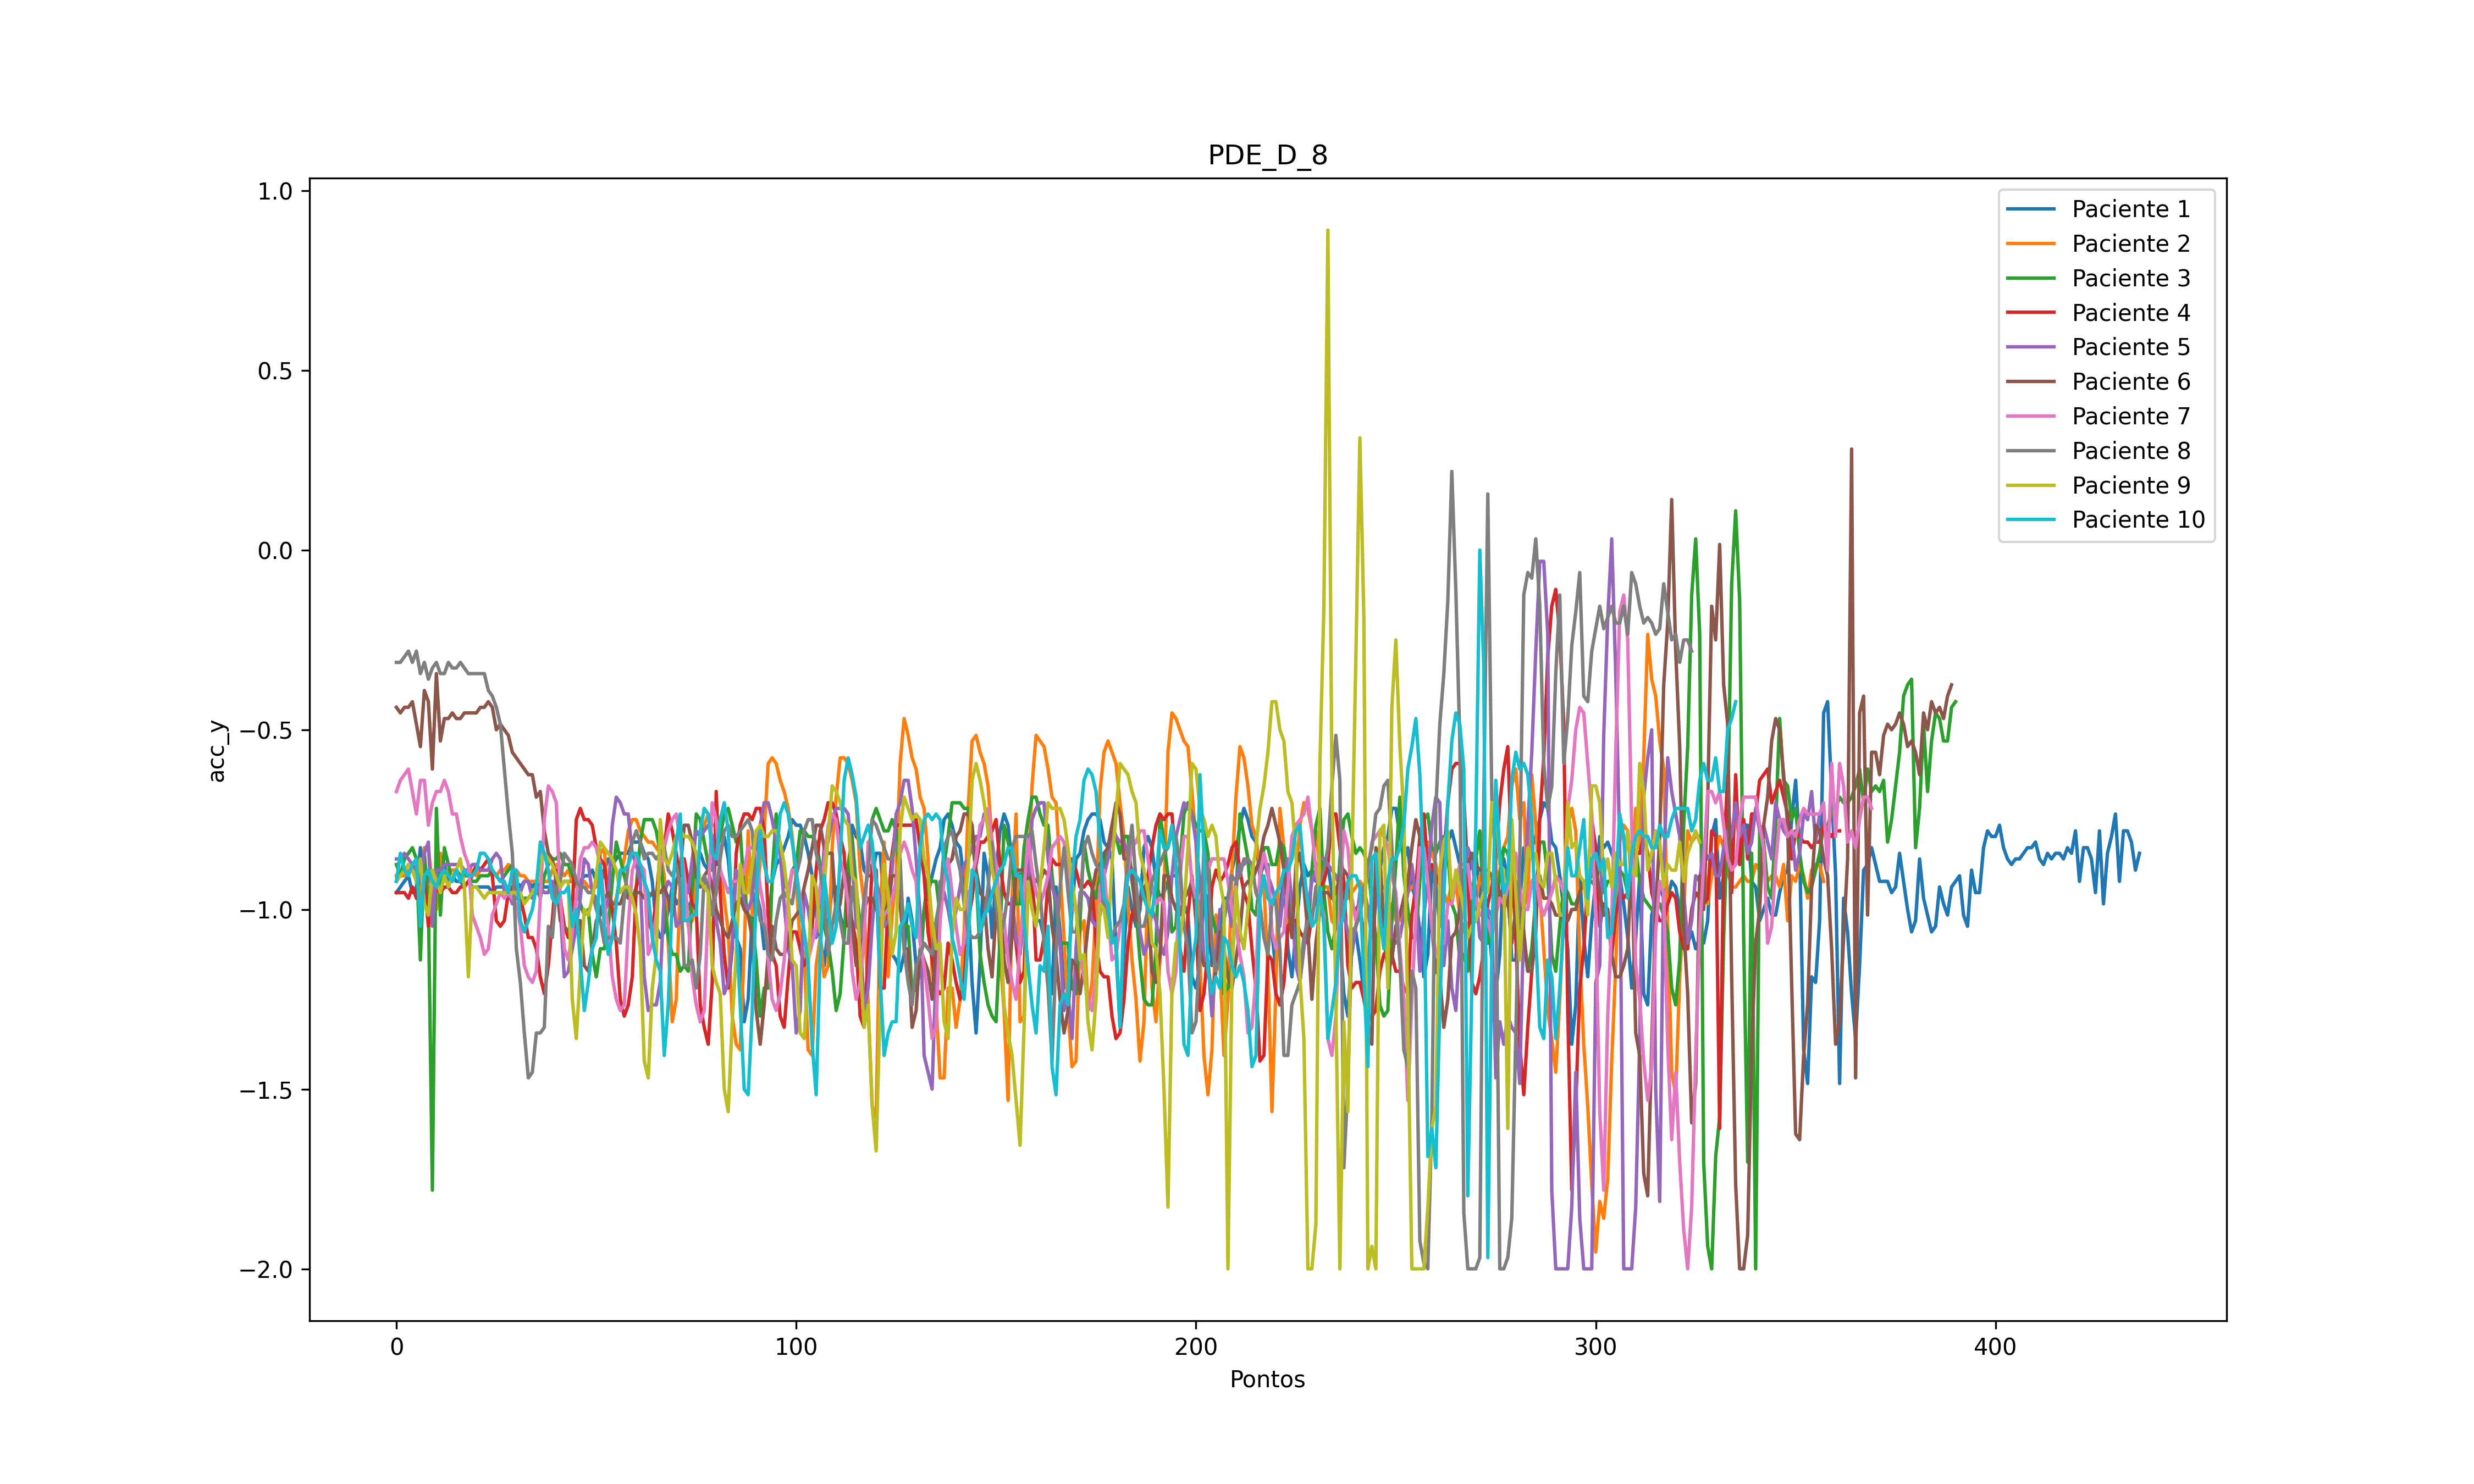 PDE_D_8
1.0
0.5
0.0
−0.5
−1.0
−1.5
−2.0
acc_y
0 100 200 300 400
Pontos
Paciente 1
Paciente 2
Paciente 3
Paciente 4
Paciente 5
Paciente 6
Paciente 7
Paciente 8
Paciente 9
Paciente 10